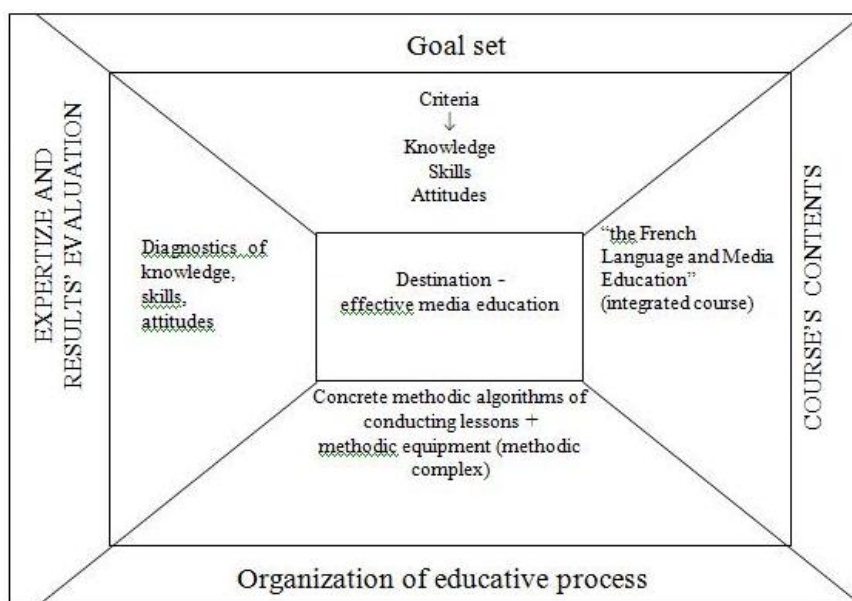 Goal set
Criteria
↓
Knowledge
Skills
Attitudes
EXPERTIZE AND
RESULTS' EVALUATION
Diagnostics of
knowledge,
skills,
attitudes
Destination -
effective media education
"the French
Language and Media
Education"
(integrated course)
COURSE'S CONTENTS
Concrete methodic algorithms of
conducting lessons +
methodic equipment (methodic
complex)
Organization of educative process